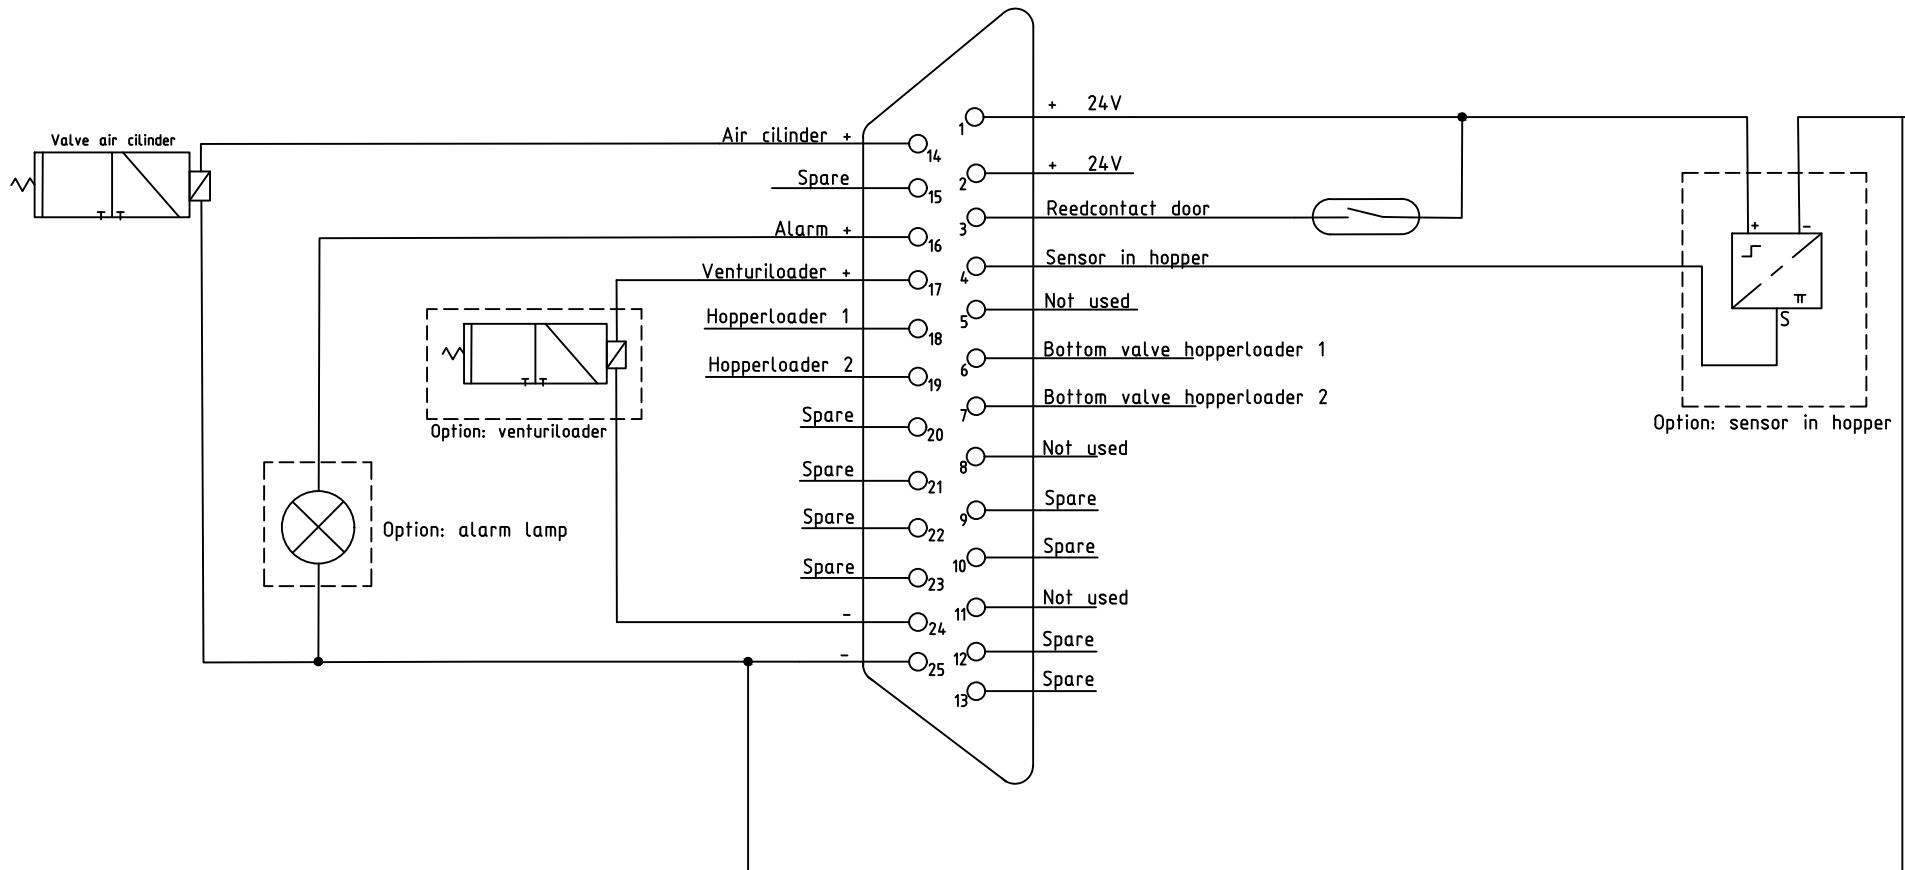 Valve air cilinder
T T
Air cilinder +
14
Spare
15
Alarm +
16
Venturiloader +
17
Hopperloader 1
18
Hopperloader 2
19
Spare
20
Spare
21
Spare
22
Spare
23
-
24
-
25
T T
Option: venturiloader
Option: alarm lamp
+ 24V
1
+ 24V
2
Reedcontact door
3
Sensor in hopper
4
Not used
5
Bottom valve hopperloader 1
6
Bottom valve hopperloader 2
7
Not used
8
Spare
9
Spare
10
Not used
11
Spare
12
Spare
13
+ -
S
Option: sensor in hopper